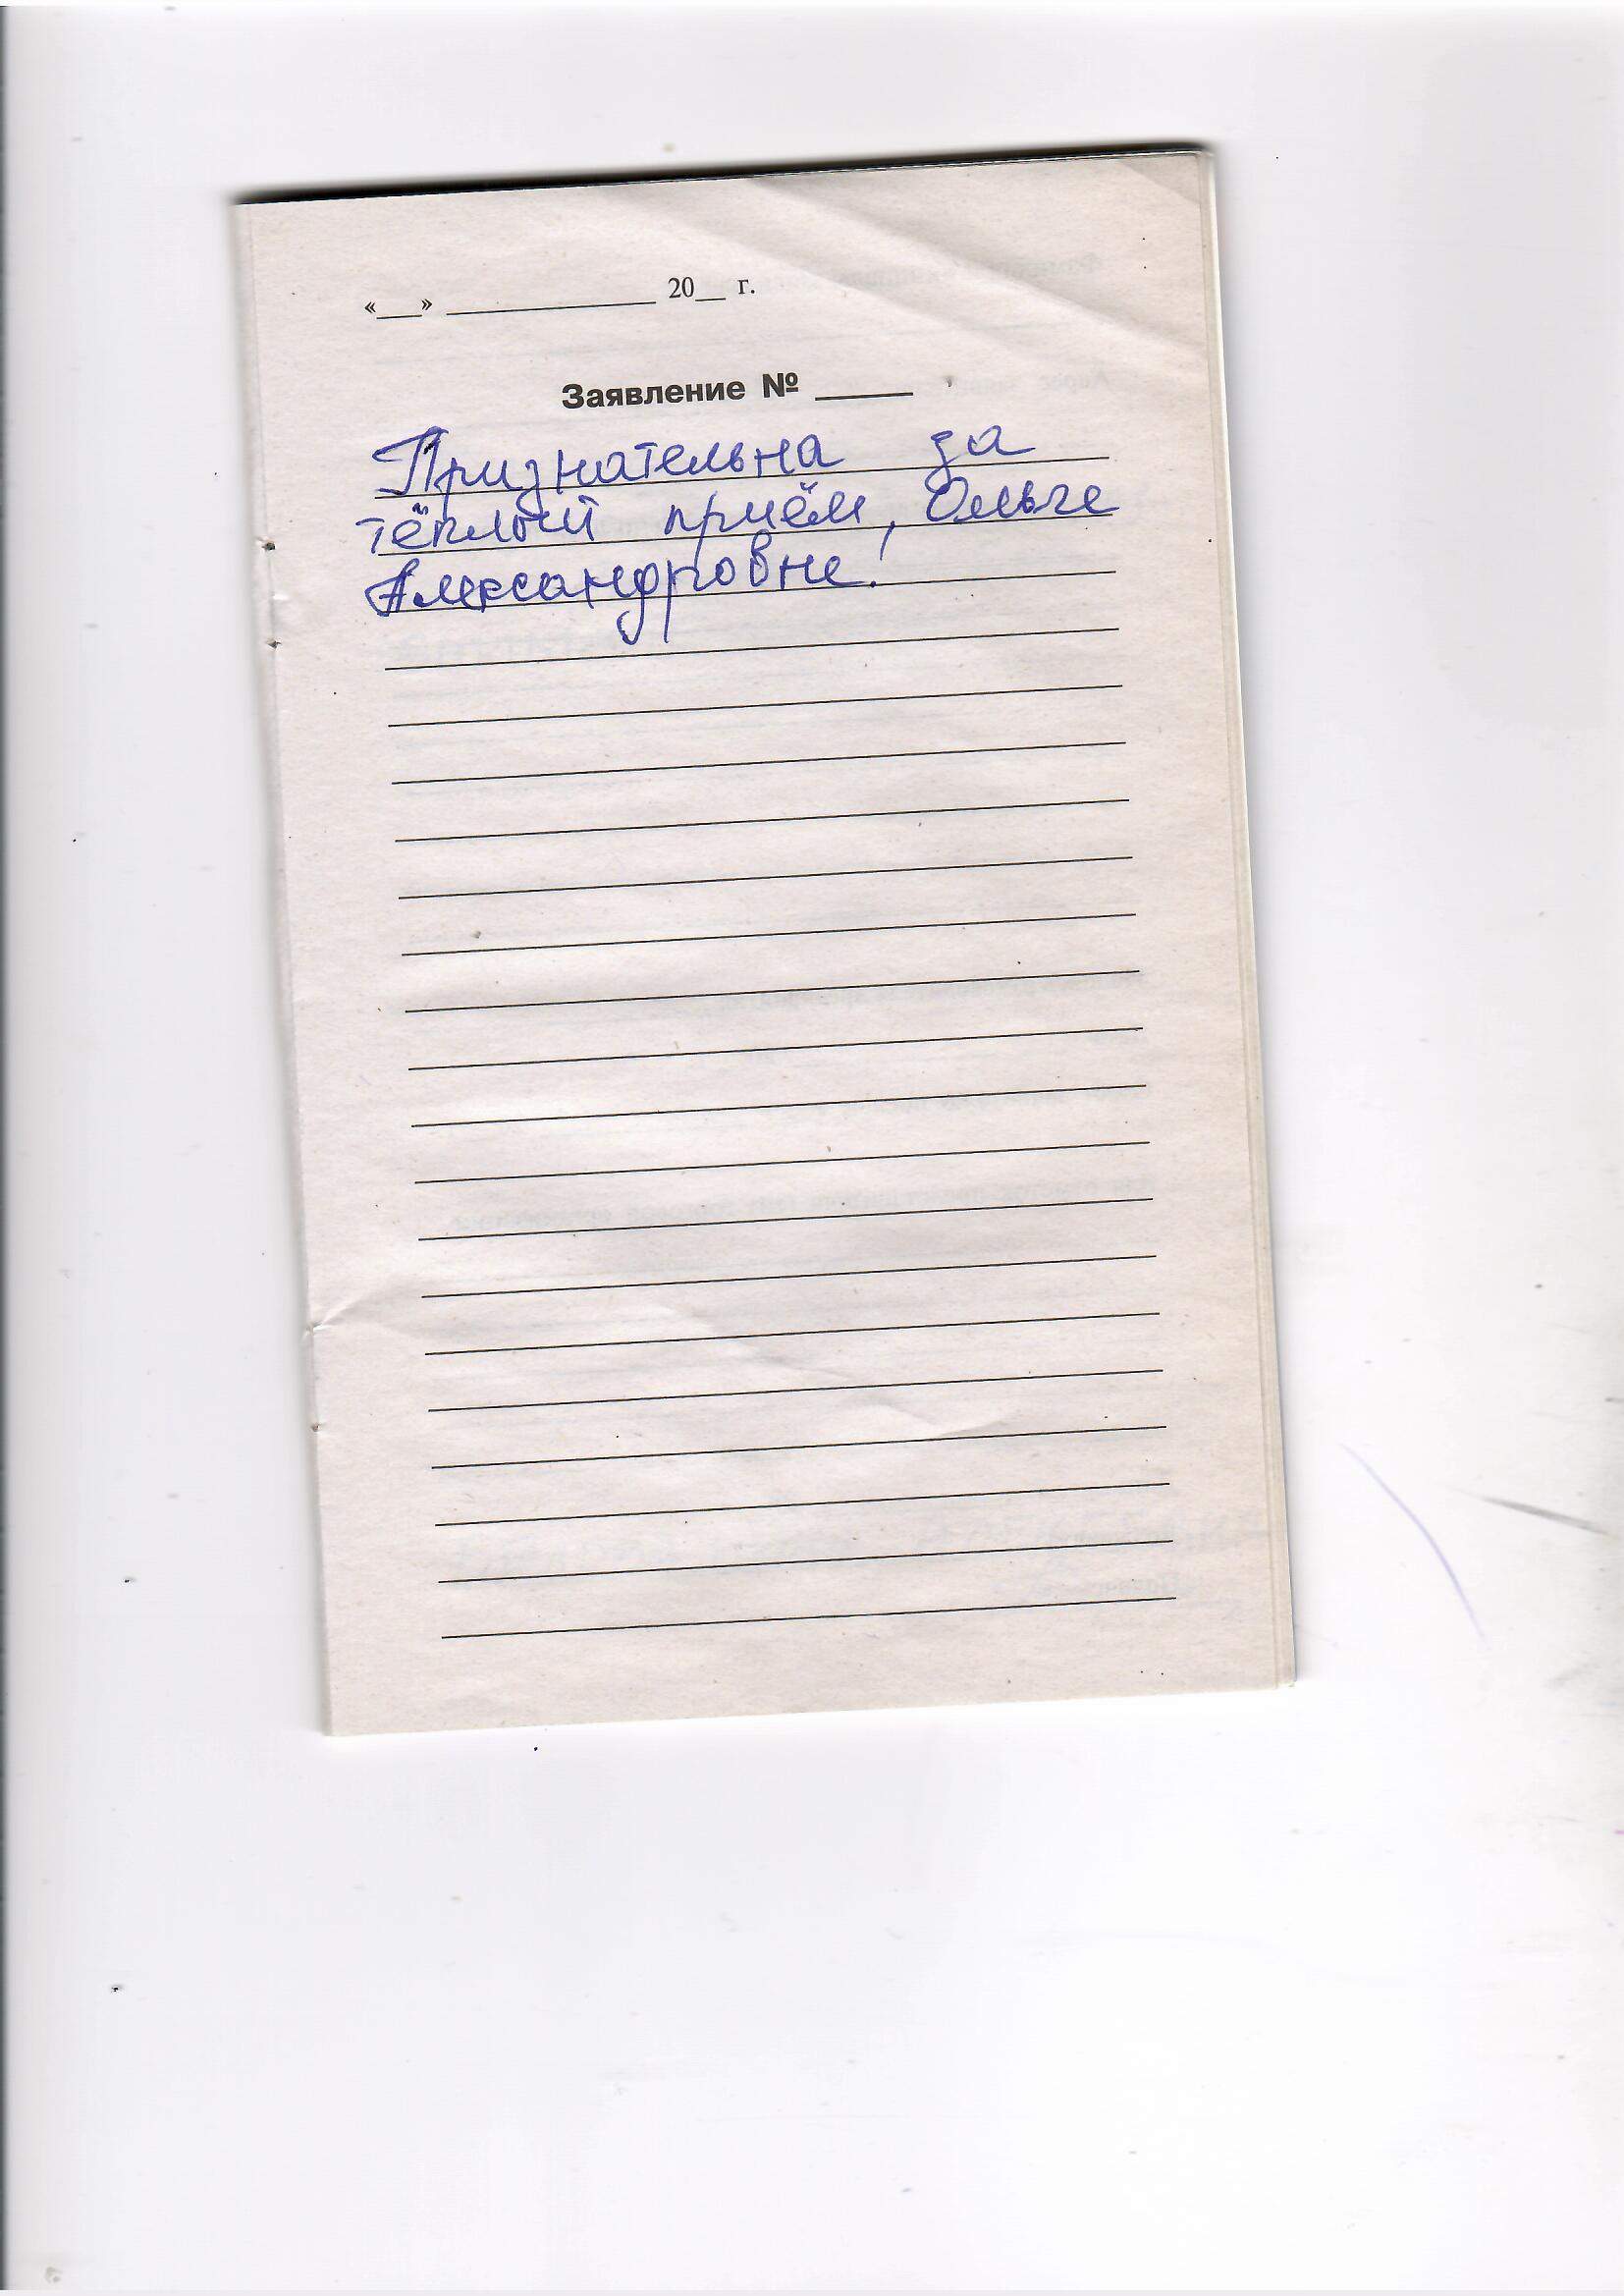 «___» ______________ 20__ г.
Заявление № _____
Признательна за
тёплый приём, Ольге
Александровне!